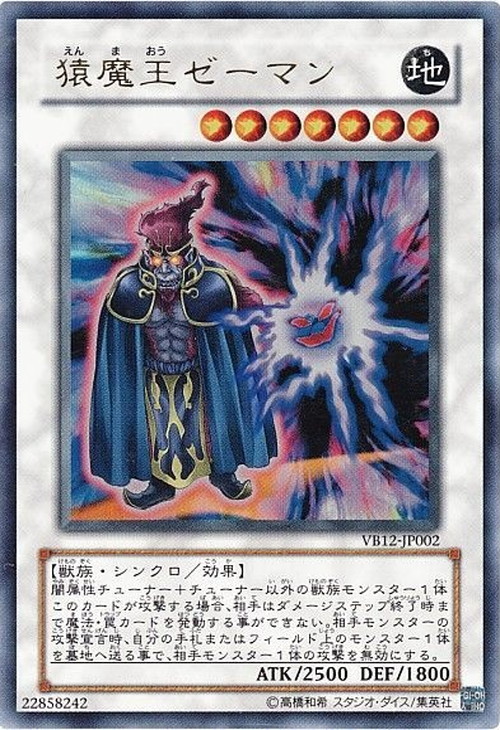 猿魔王ゼーマン
えん ま おう
地
ち
VB12-JP002
【獣族・シンクロ/効果】
闇属性チューナー+チューナー以外の獣族モンスター1体
このカードが攻撃する場合、相手はダメージステップ終了時ま
で魔法・罠カードを発動する事ができない。相手モンスターの
攻撃宣言時、自分の手札またはフィールド上のモンスター1体
を墓地へ送る事で、相手モンスター1体の攻撃を無効にする。
ATK/2500 DEF/1800
22858242
©高橋和希 スタジオ・ダイス/集英社